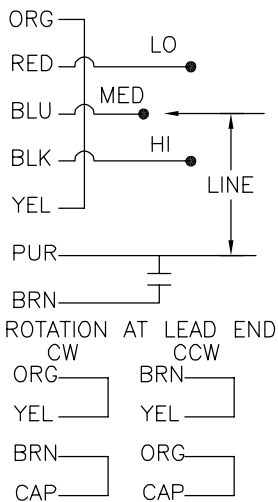 ORG
LO
RED
MED
BLU
HI
BLK
LINE
YEL
PUR
BRN
ROTATION AT LEAD END
CW CCW
ORG BRN
YEL YEL
BRN ORG
CAP CAP